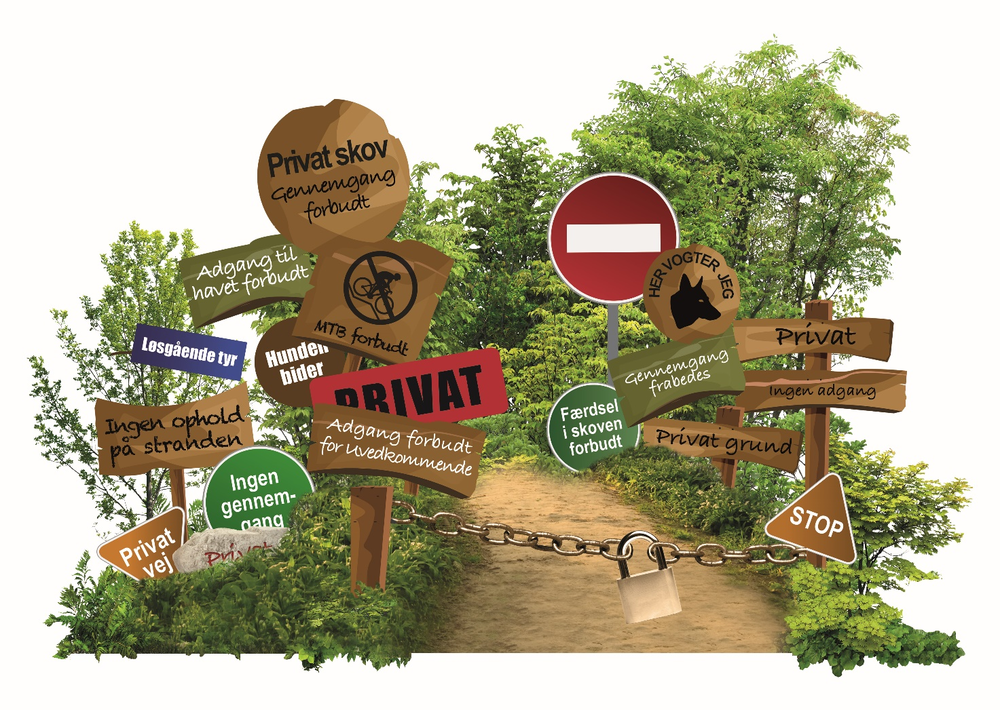 Privat skov
Gennemgang
forbudt
Adgang til
havet forbudt
MTB forbudt
Løsgående tyr
Hunden
bider
PRIVAT
Ingen ophold
på stranden
Adgang forbudt
for uvedkommende
Ingen
gennem-
gang
Privat
vej
Privat
HER VOGTER JEG
Privat
Gennemgang
frabedes
Ingen adgang
Færdsel
i skoven
forbudt
Privat grund
STOP